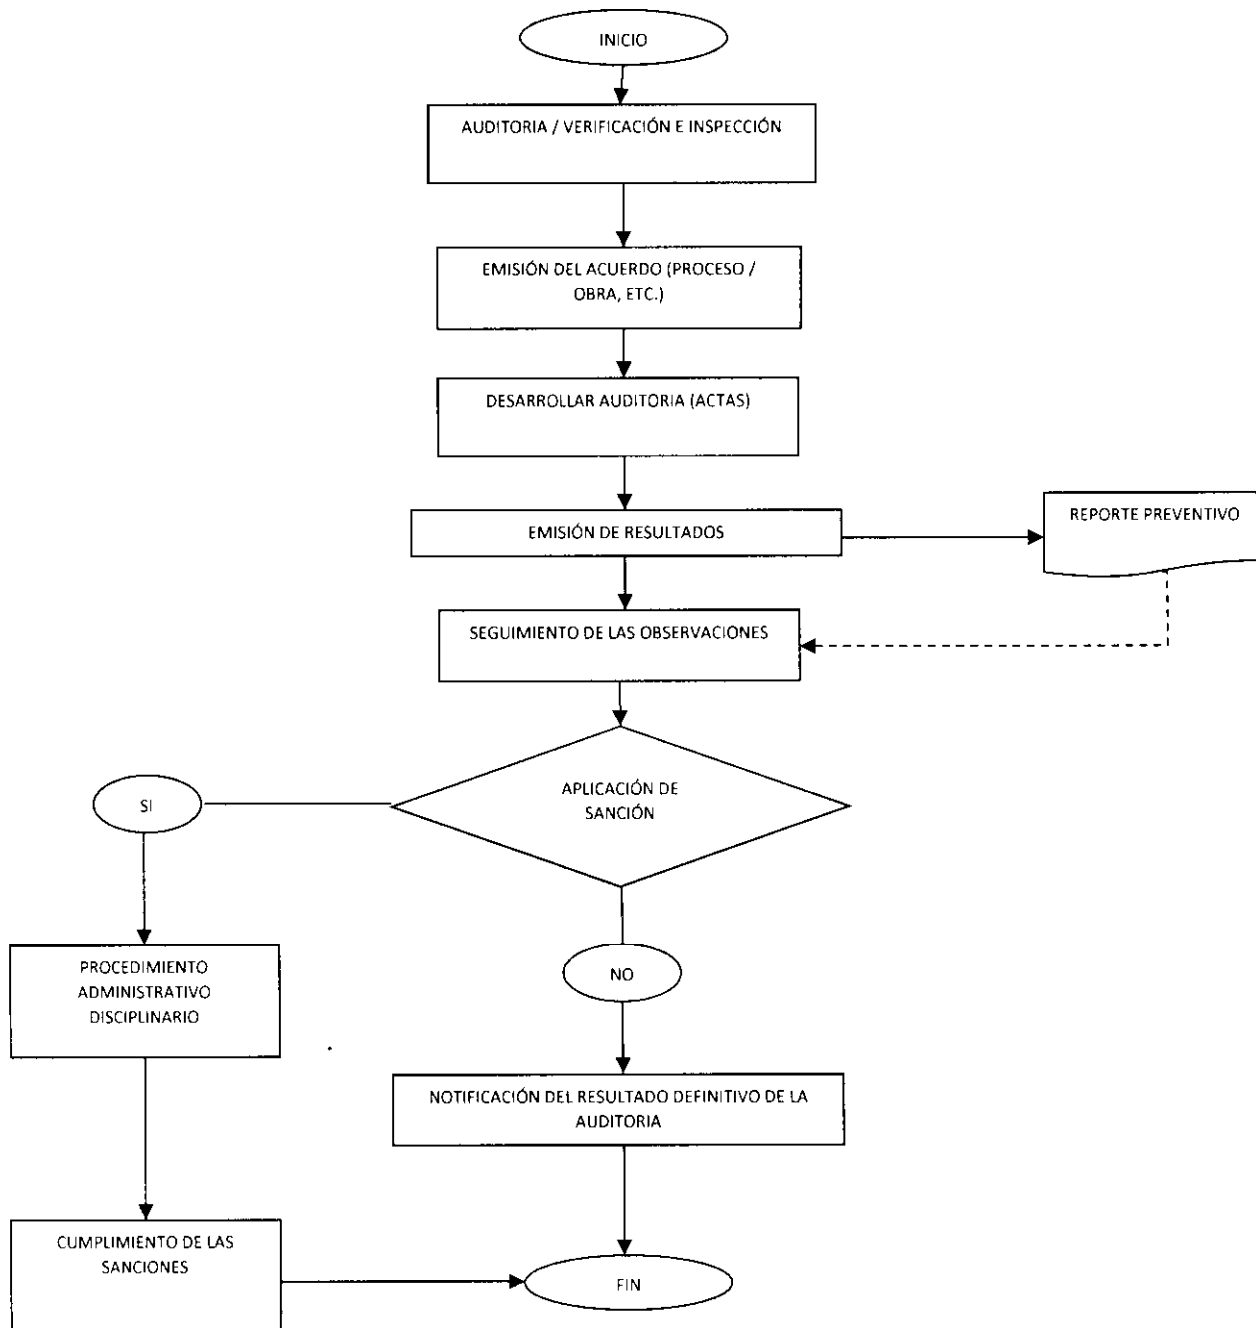 INICIO
AUDITORIA / VERIFICACIÓN E INSPECCIÓN
EMISIÓN DEL ACUERDO (PROCESO /
OBRA, ETC.)
DESARROLLAR AUDITORIA (ACTAS)
EMISIÓN DE RESULTADOS
REPORTE PREVENTIVO
SEGUIMIENTO DE LAS OBSERVACIONES
APLICACIÓN DE
SANCIÓN
SI
PROCEDIMIENTO
ADMINISTRATIVO
DISCIPLINARIO
NO
NOTIFICACIÓN DEL RESULTADO DEFINITIVO DE LA
AUDITORIA
CUMPLIMIENTO DE LAS
SANCIONES
FIN